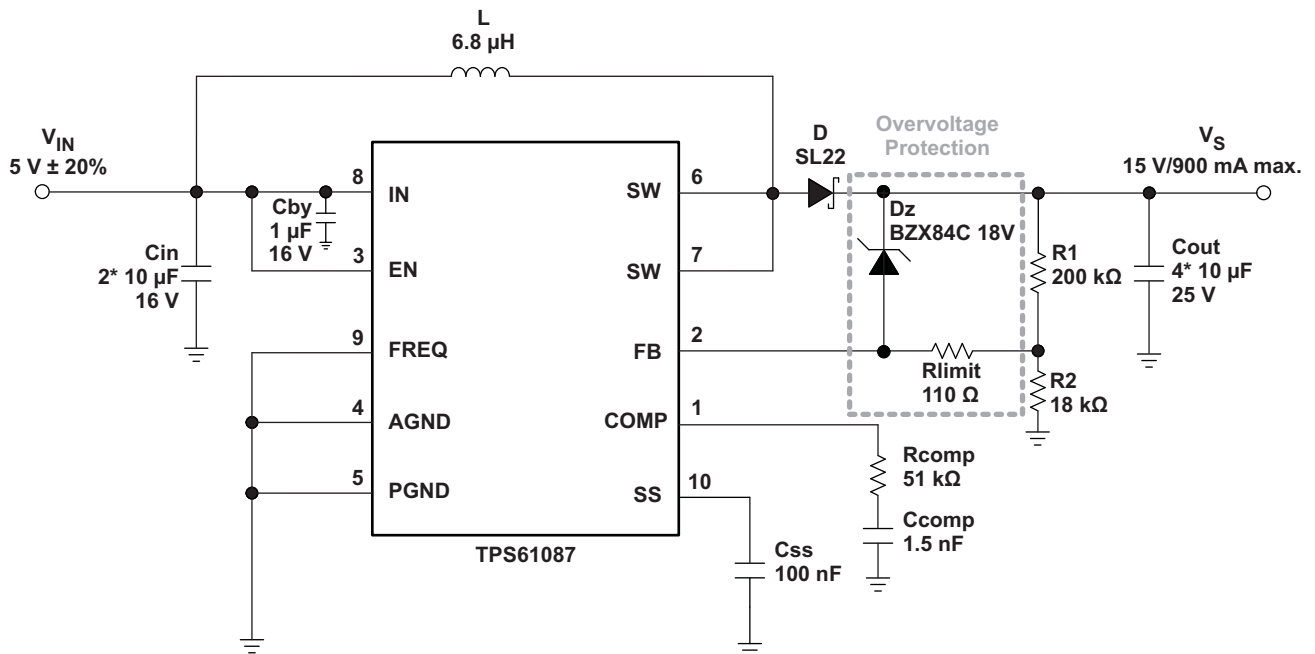 L
6.8 µH
VIN
5 V ± 20%
D
SL22
Overvoltage
Protection
VS
15 V/900 mA max.
8
IN
SW
6
Cby
1 µF
16 V
Dz
BZX84C 18V
Cin
2* 10 µF
16 V
3
EN
SW
7
R1
200 kΩ
Cout
4* 10 µF
25 V
9
FREQ
FB
2
Rlimit
110 Ω
R2
18 kΩ
4
AGND
COMP
1
Rcomp
51 kΩ
5
PGND
SS
10
Ccomp
1.5 nF
TPS61087
Css
100 nF